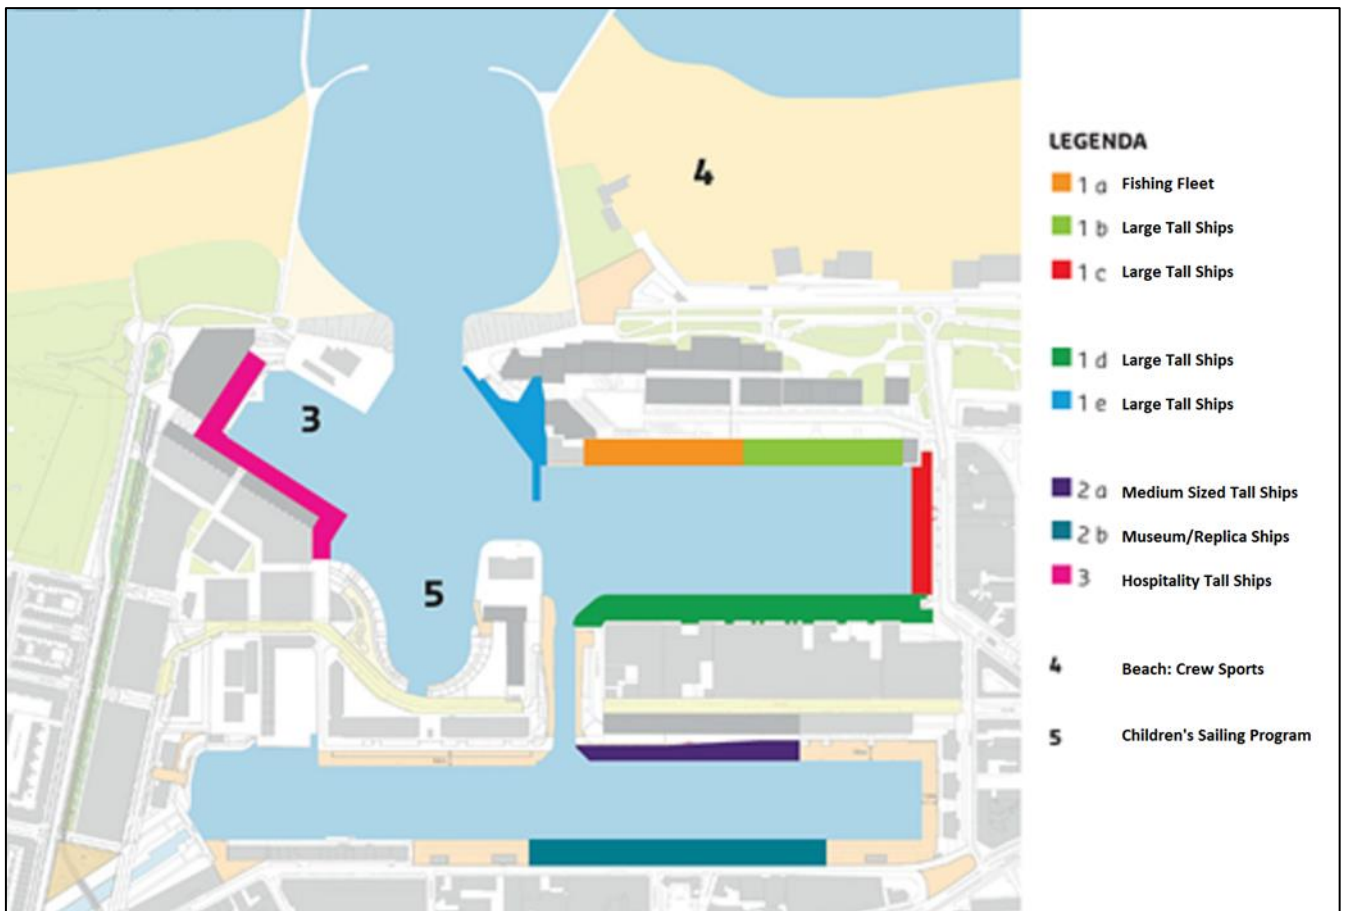 4
3
5
LEGENDA
1 a Fishing Fleet
1 b Large Tall Ships
1 c Large Tall Ships
1 d Large Tall Ships
1 e Large Tall Ships
2 a Medium Sized Tall Ships
2 b Museum/Replica Ships
3 Hospitality Tall Ships
4 Beach: Crew Sports
5 Children's Sailing Program